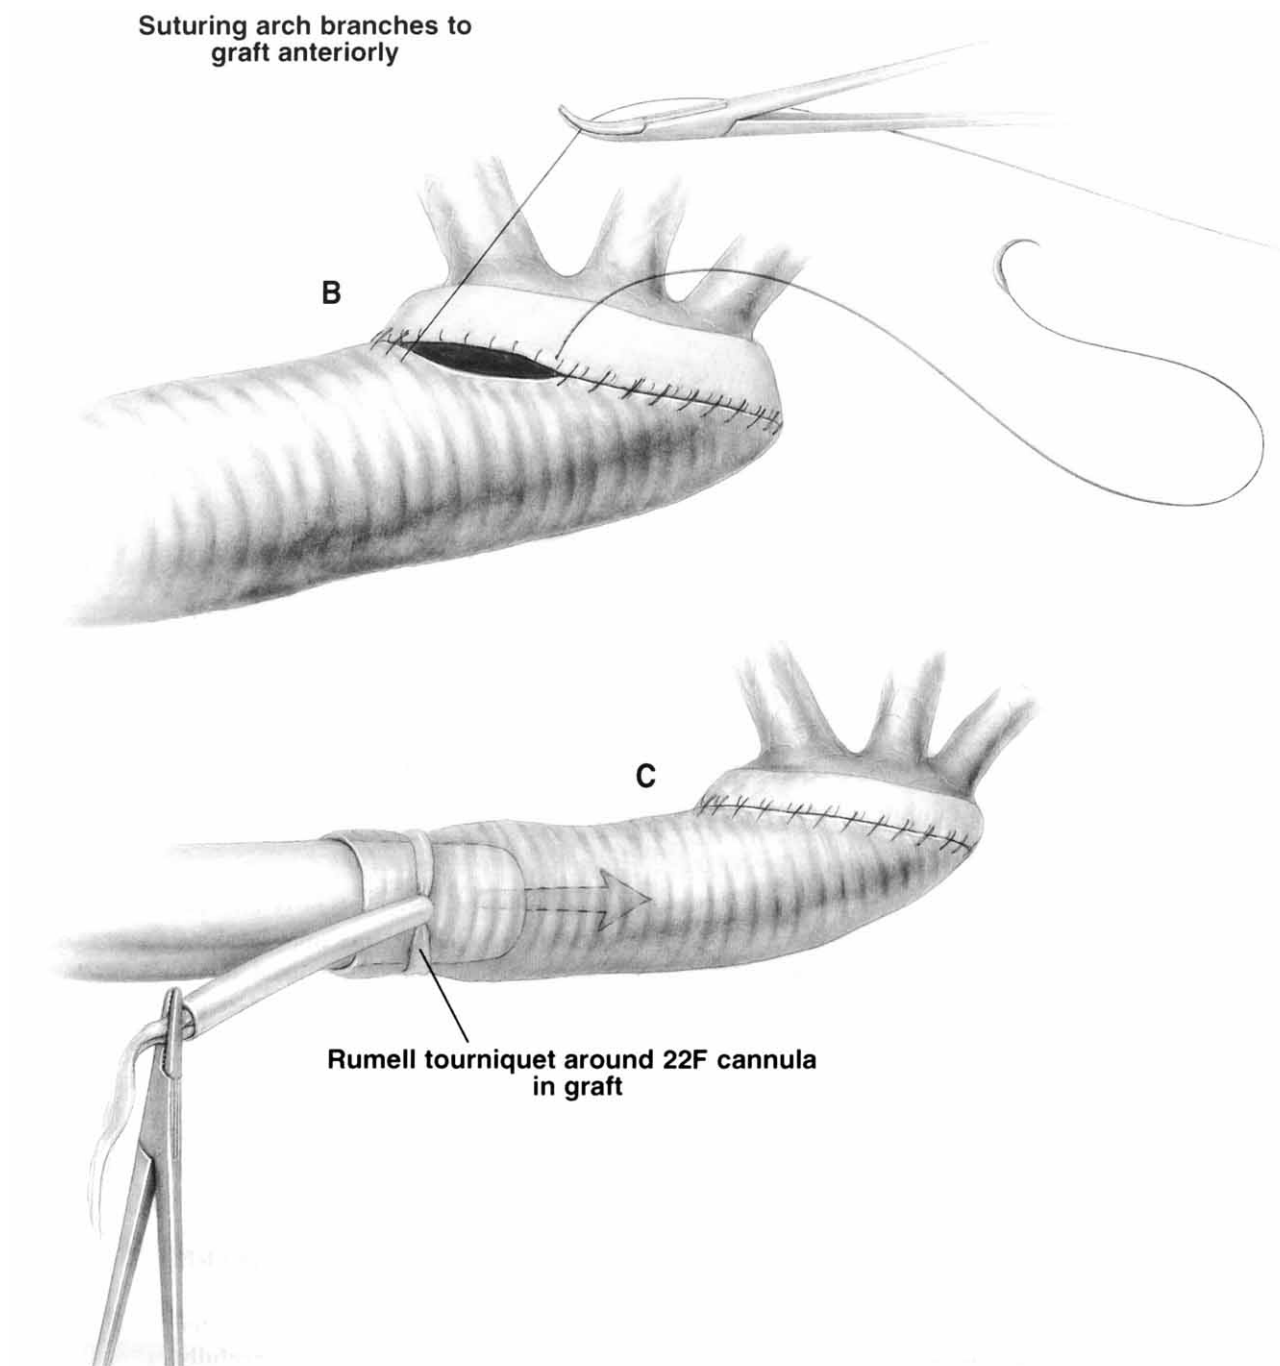 Suturing arch branches to
graft anteriorly
B
C
Rumell tourniquet around 22F cannula
in graft